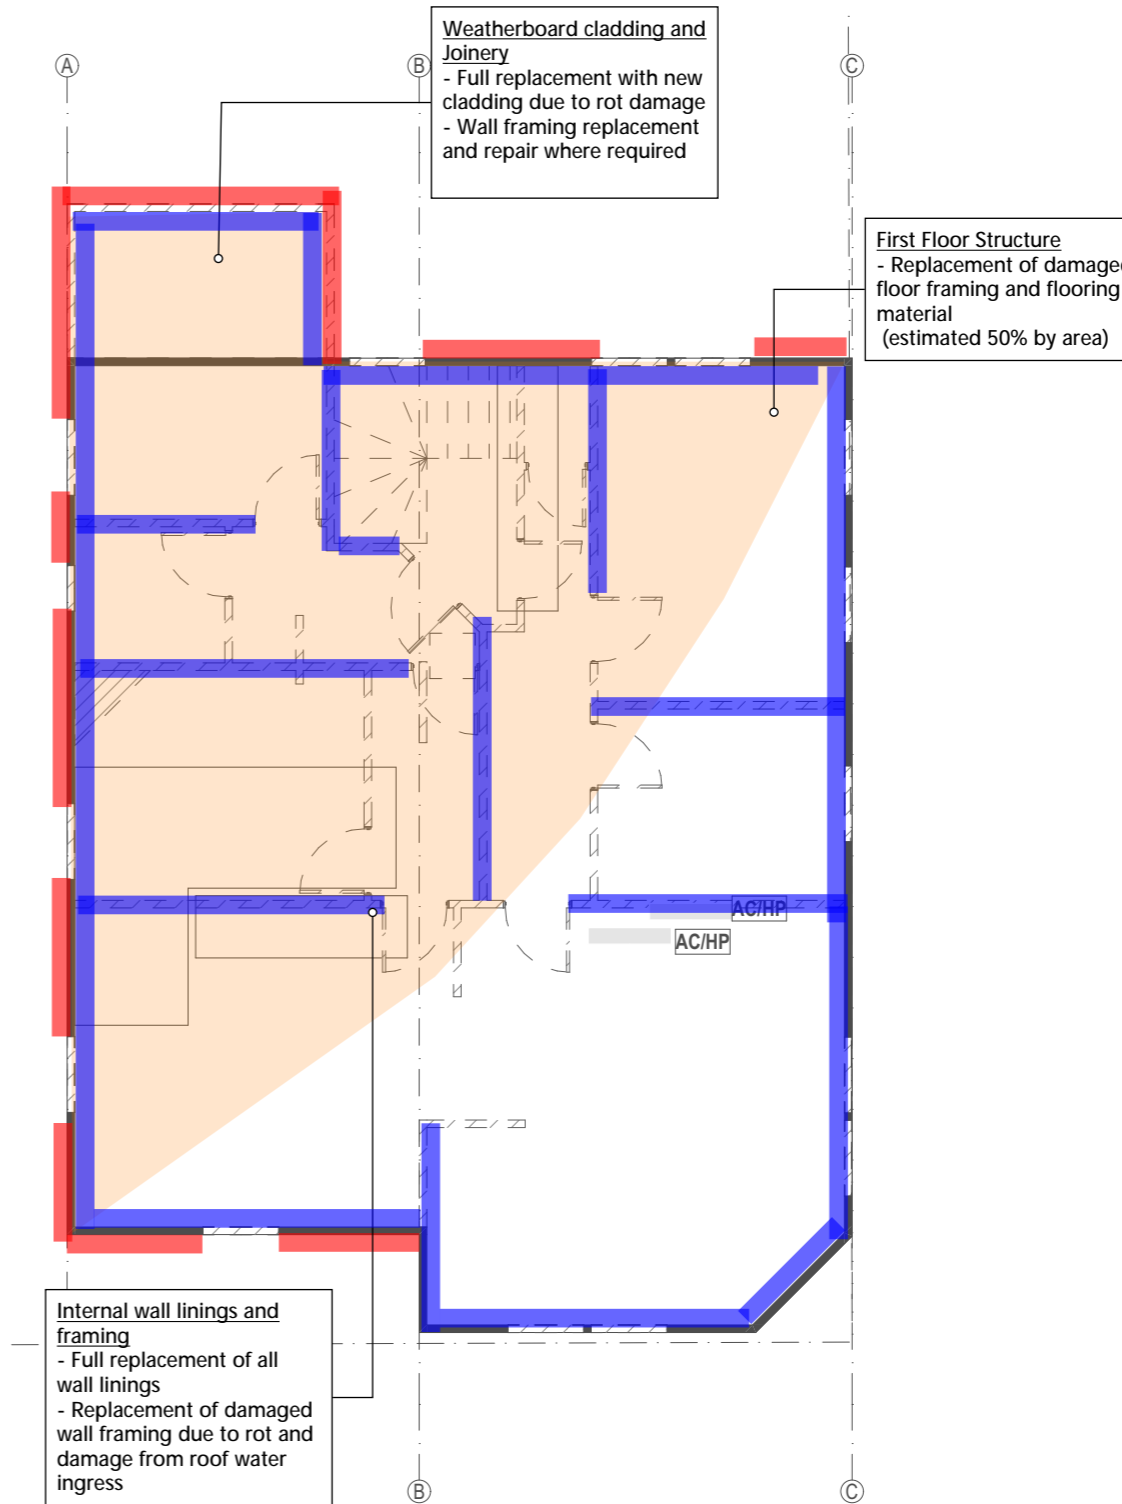 A
B
C
Weatherboard cladding and
Joinery
- Full replacement with new
cladding due to rot damage
- Wall framing replacement
and repair where required
First Floor Structure
- Replacement of damaged
floor framing and flooring
material
(estimated 50% by area)
AC/HP
AC/HP
Internal wall linings and
framing
- Full replacement of all
wall linings
- Replacement of damaged
wall framing due to rot and
damage from roof water
ingress
B
C